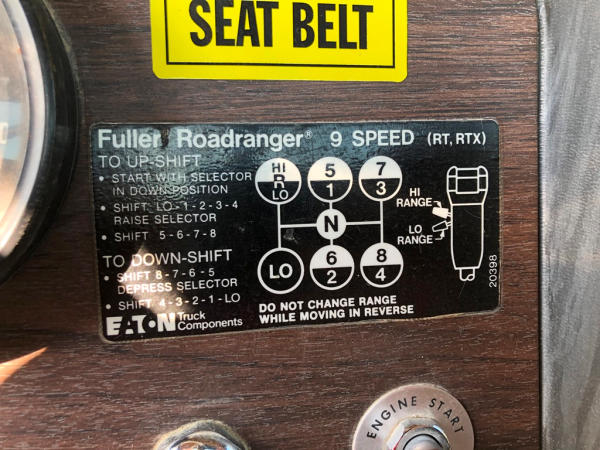 SEAT BELT
Fuller Roadranger® 9 SPEED (RT, RTX)
TO UP-SHIFT
• START WITH SELECTOR
IN DOWN POSITION
• SHIFT LO-1-2-3-4
RAISE SELECTOR
• SHIFT 5-6-7-8
TO DOWN-SHIFT
• SHIFT 8-7-6-5
DEPRESS SELECTOR
• SHIFT 4-3-2-1-LO
EATON Truck
Components
HI
R
LO
5
1
7
3
N
LO
6
2
8
4
HI
RANGE
LO
RANGE
DO NOT CHANGE RANGE
WHILE MOVING IN REVERSE
20398
ENGINE START